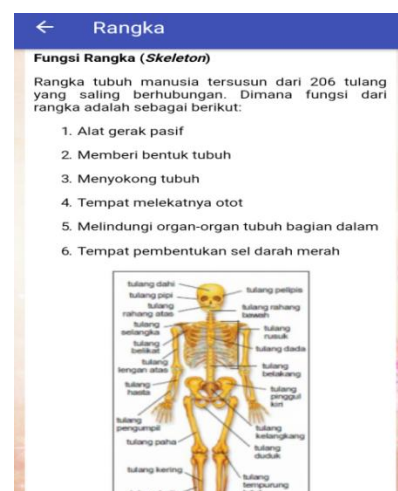 Rangka
Fungsi Rangka (Skeleton)
Rangka tubuh manusia tersusun dari 206 tulang
yang saling berhubungan. Dimana fungsi dari
rangka adalah sebagai berikut:
1. Alat gerak pasif
2. Memberi bentuk tubuh
3. Menyokong tubuh
4. Tempat melekatnya otot
5. Melindungi organ-organ tubuh bagian dalam
6. Tempat pembentukan sel darah merah
tulang dahi
tulang pipi
tulang
rahang atas
tulang
selangka
tulang
belikat
tulang
lengan atas
tulang
hasta
tulang
pengumpil
tulang paha
tulang kering
tulang pelipis
tulang rahang
bawah
tulang
rusuk
tulang dada
tulang
belakang
tulang
pinggul
kiri
tulang
kelangkang
tulang
duduk
tulang
tempurung